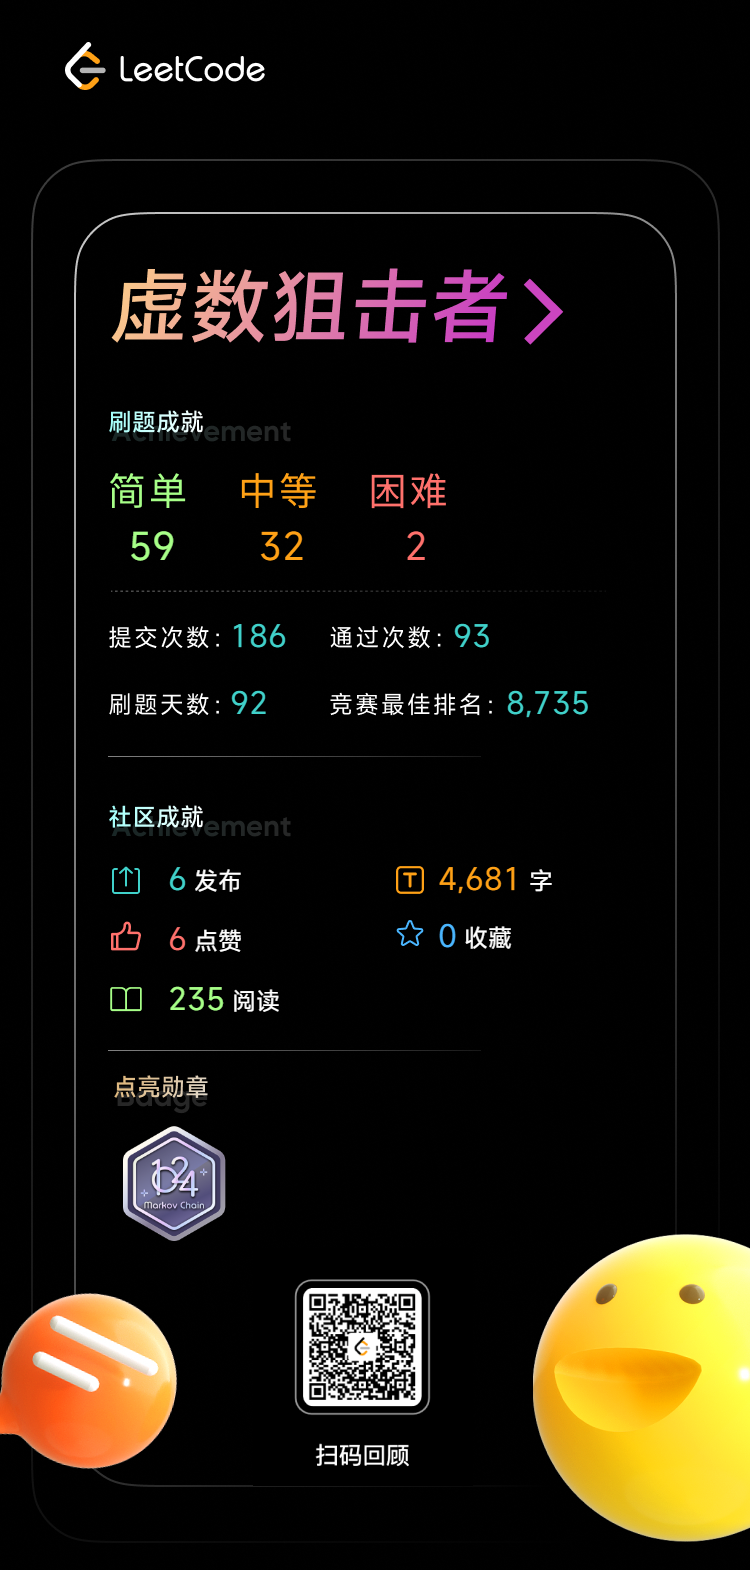 LeetCode
虚数狙击者
刷题成就
Achievement
简单 中等 困难
59 32 2
提交次数: 186 通过次数: 93
刷题天数: 92 竞赛最佳排名: 8,735
社区成就
Achievement
6 发布 4,681 字
6 点赞 0 收藏
235 阅读
点亮勋章
Badge
1024
Markov Chain
扫码回顾